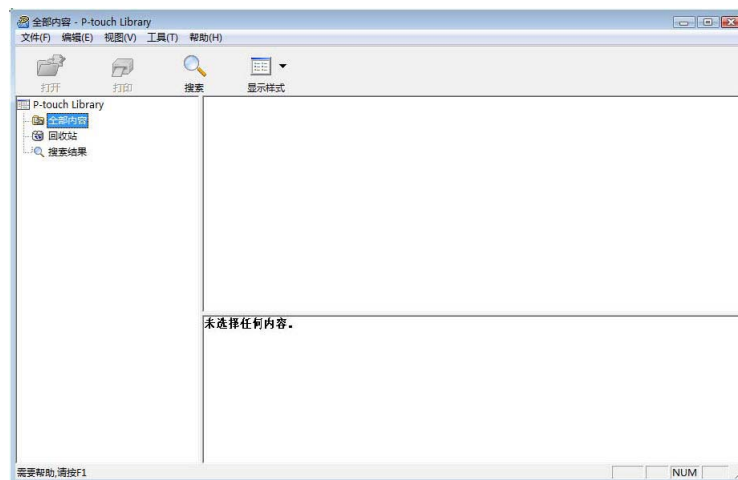 全部内容 - P-touch Library
文件(F) 编辑(E) 视图(V) 工具(T) 帮助(H)
打开 打印 搜索 显示样式
P-touch Library
全部内容
回收站
搜索结果
未选择任何内容。
需要帮助,请按F1 NUM